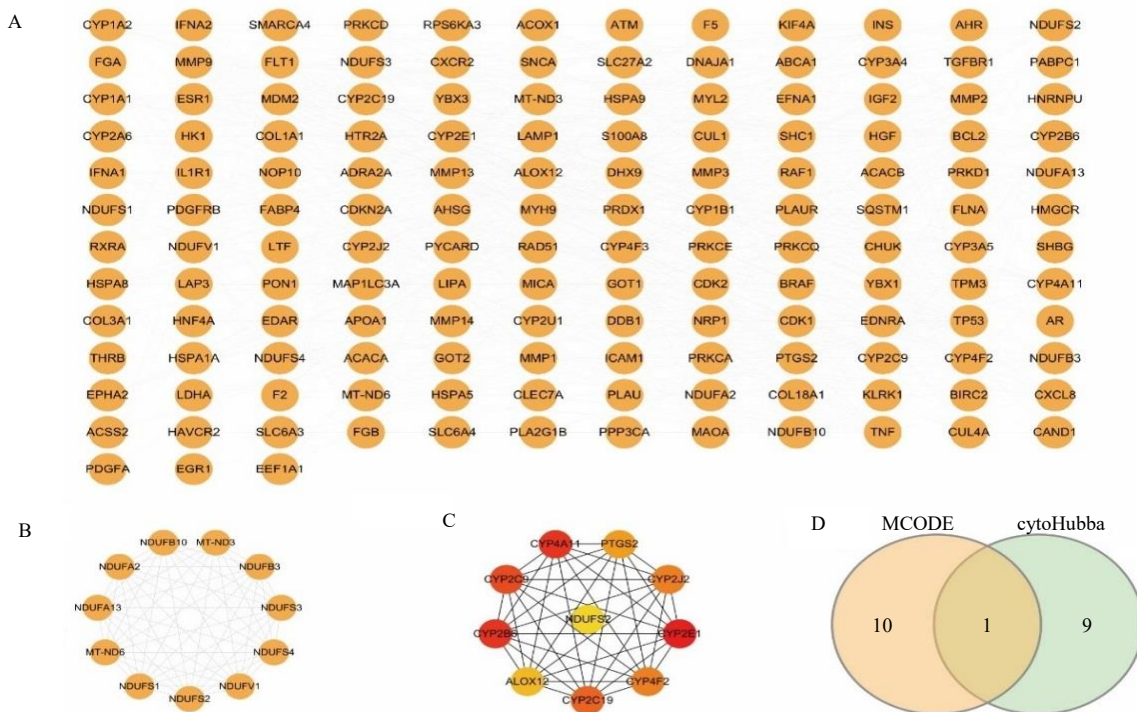 A
CYP1A2 IFNA2 SMARCA4 PRKCD RPS6KA3 ACOX1 ATM F5 KIF4A INS AHR NDUFS2
FGA MMP9 FLT1 NDUFS3 CXCR2 SNCA SLC27A2 DNAJA1 ABCA1 CYP3A4 TGFBR1 PABPC1
CYP1A1 ESR1 MDM2 CYP2C19 YBX3 MT-ND3 HSPA9 MYL2 EFNA1 IGF2 MMP2 HNRNPU
CYP2A6 HK1 COL1A1 HTR2A CYP2E1 LAMP1 S100A8 CUL1 SHC1 HGF BCL2 CYP2B6
IFNA1 IL1R1 NOP10 ADRA2A MMP13 ALOX12 DHX9 MMP3 RAF1 ACACB PRKD1 NDUFA13
NDUFS1 PDGFRB FABP4 CDKN2A AHSG MYH9 PRDX1 CYP1B1 PLAUR SQSTM1 FLNA HMGCR
RXRA NDUFV1 LTF CYP2J2 PYCARD RAD51 CYP4F3 PRKCE PRKCQ CHUK CYP3A5 SHBG
HSPA8 LAP3 PON1 MAP1LC3A LIPA MICA GOT1 CDK2 BRAF YBX1 TPM3 CYP4A11
COL3A1 HNF4A EDAR APOA1 MMP14 CYP2U1 DDB1 NRP1 CDK1 EDNRA TP53 AR
THRB HSPA1A NDUFS4 ACACA GOT2 MMP1 ICAM1 PRKCA PTGS2 CYP2C9 CYP4F2 NDUFB3
EPHA2 LDHA F2 MT-ND6 HSPA5 CLEC7A PLAU NDUFA2 COL18A1 KLRK1 BIRC2 CXCL8
ACSS2 HAVCR2 SLC6A3 FGB SLC6A4 PLA2G1B PPP3CA MAOA NDUFB10 TNF CUL4A CAND1
PDGFA EGR1 EEF1A1
B
NDUFB10 MT-ND3
NDUFA2 NDUFB3
NDUFA13 NDUFS3
MT-ND6 NDUFS4
NDUFS1 NDUFV1
NDUFS2
C
CYP4A11 PTGS2
CYP2C9 CYP2J2
NDUFS2
CYP2B6 CYP2E1
ALOX12 CYP4F2
CYP2C19
D
MCODE cytoHubba
10 1 9